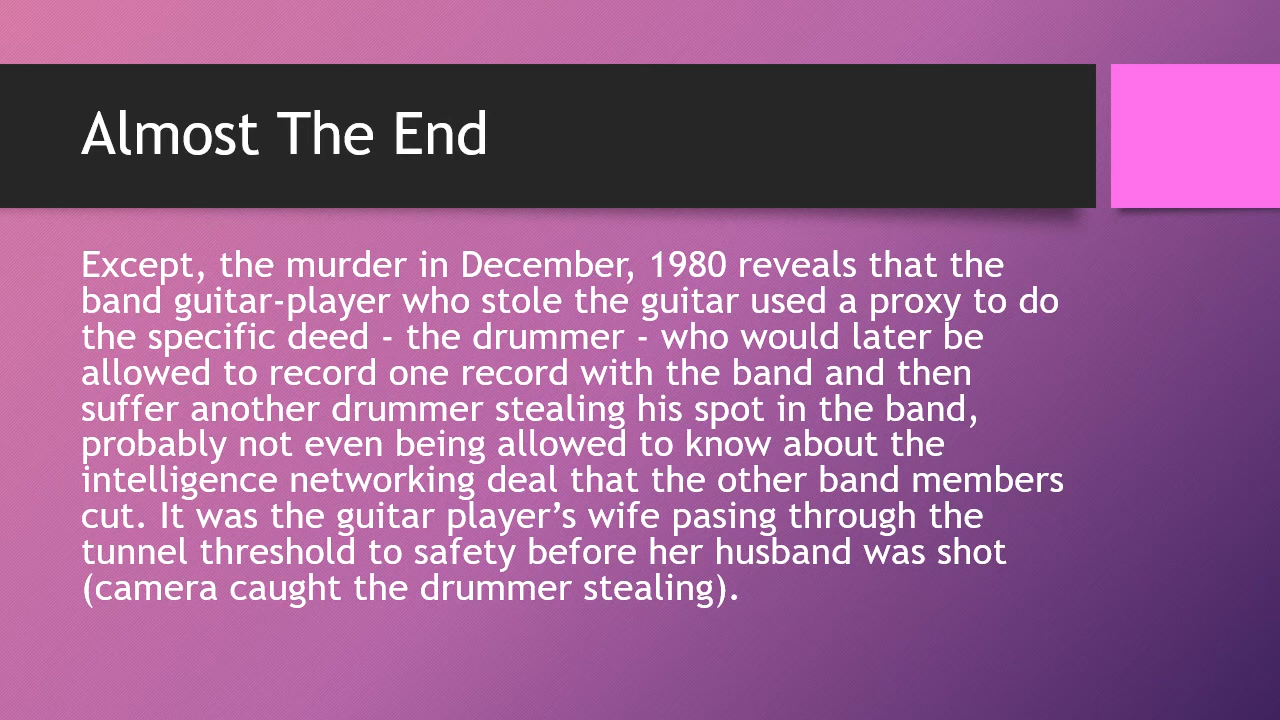 Almost The End
Except, the murder in December, 1980 reveals that the
band guitar-player who stole the guitar used a proxy to do
the specific deed - the drummer - who would later be
allowed to record one record with the band and then
suffer another drummer stealing his spot in the band,
probably not even being allowed to know about the
intelligence networking deal that the other band members
cut. It was the guitar player’s wife pasing through the
tunnel threshold to safety before her husband was shot
(camera caught the drummer stealing).